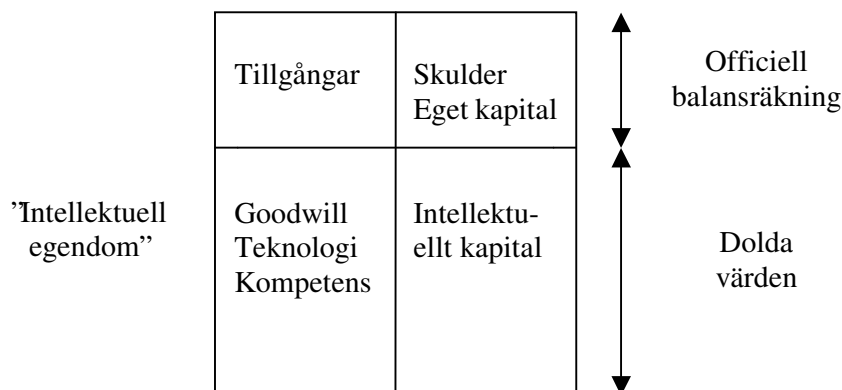 Tillgångar
Skulder
Eget kapital
Officiell
balansräkning
”Intellektuell
egendom”
Goodwill
Teknologi
Kompetens
Intellektu-
ellt kapital
Dolda
värden